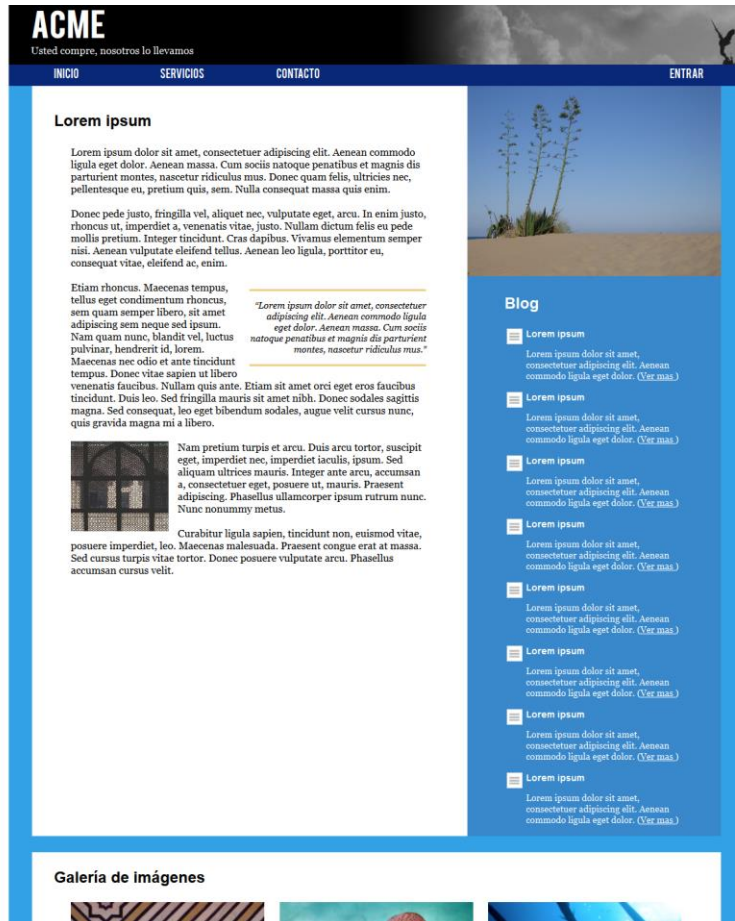 ACME
Usted compre, nosotros lo llevamos
INICIO SERVICIOS CONTACTO ENTRAR
Lorem ipsum
Lorem ipsum dolor sit amet, consectetuer adipiscing elit. Aenean commodo
ligula eget dolor. Aenean massa. Cum sociis natoque penatibus et magnis dis
parturient montes, nascetur ridiculus mus. Donec quam felis, ultricies nec,
pellentesque eu, pretium quis, sem. Nulla consequat massa quis enim.
Donec pede justo, fringilla vel, aliquet nec, vulputate eget, arcu. In enim justo,
rhoncus ut, imperdiet a, venenatis vitae, justo. Nullam dictum felis eu pede
mollis pretium. Integer tincidunt. Cras dapibus. Vivamus elementum semper
nisi. Aenean vulputate eleifend tellus. Aenean leo ligula, porttitor eu,
consequat vitae, eleifend ac, enim.
Etiam rhoncus. Maecenas tempus,
tellus eget condimentum rhoncus,
sem quam semper libero, sit amet
adipiscing sem neque sed ipsum.
Nam quam nunc, blandit vel, luctus
pulvinar, hendrerit id, lorem.
Maecenas nec odio et ante tincidunt
tempus. Donec vitae sapien ut libero
venenatis faucibus. Nullam quis ante. Etiam sit amet orci eget eros faucibus
tincidunt. Duis leo. Sed fringilla mauris sit amet nibh. Donec sodales sagittis
magna. Sed consequat, leo eget bibendum sodales, augue velit cursus nunc,
quis gravida magna mi a libero.
"Lorem ipsum dolor sit amet, consectetuer
adipiscing elit. Aenean commodo ligula
eget dolor. Aenean massa. Cum sociis
natoque penatibus et magnis dis parturient
montes, nascetur ridiculus mus."
Nam pretium turpis et arcu. Duis arcu tortor, suscipit
eget, imperdiet nec, imperdiet iaculis, ipsum. Sed
aliquam ultrices mauris. Integer ante arcu, accumsan
a, consectetuer eget, posuere ut, mauris. Praesent
adipiscing. Phasellus ullamcorper ipsum rutrum nunc.
Nunc nonummy metus.
Curabitur ligula sapien, tincidunt non, euismod vitae,
posuere imperdiet, leo. Maecenas malesuada. Praesent congue erat at massa.
Sed cursus turpis vitae tortor. Donec posuere vulputate arcu. Phasellus
accumsan cursus velit.
Blog
Lorem ipsum
Lorem ipsum dolor sit amet,
consectetuer adipiscing elit. Aenean
commodo ligula eget dolor. (Ver mas )
Lorem ipsum
Lorem ipsum dolor sit amet,
consectetuer adipiscing elit. Aenean
commodo ligula eget dolor. (Ver mas )
Lorem ipsum
Lorem ipsum dolor sit amet,
consectetuer adipiscing elit. Aenean
commodo ligula eget dolor. (Ver mas )
Lorem ipsum
Lorem ipsum dolor sit amet,
consectetuer adipiscing elit. Aenean
commodo ligula eget dolor. (Ver mas )
Lorem ipsum
Lorem ipsum dolor sit amet,
consectetuer adipiscing elit. Aenean
commodo ligula eget dolor. (Ver mas )
Lorem ipsum
Lorem ipsum dolor sit amet,
consectetuer adipiscing elit. Aenean
commodo ligula eget dolor. (Ver mas )
Lorem ipsum
Lorem ipsum dolor sit amet,
consectetuer adipiscing elit. Aenean
commodo ligula eget dolor. (Ver mas )
Lorem ipsum
Lorem ipsum dolor sit amet,
consectetuer adipiscing elit. Aenean
commodo ligula eget dolor. (Ver mas )
Galería de imágenes